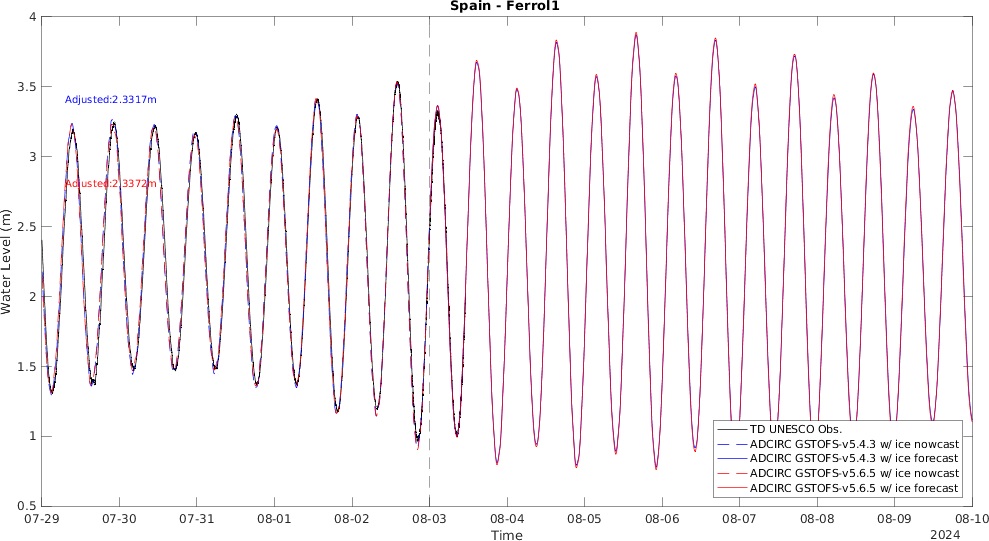 Spain - Ferrol1
4
3.5
3
2.5
2
1.5
1
0.5
Water Level (m)
Adjusted:2.3317m
Adjusted:2.3372m
TD UNESCO Obs.
ADCIRC GSTOFS-v5.4.3 w/ ice nowcast
ADCIRC GSTOFS-v5.4.3 w/ ice forecast
ADCIRC GSTOFS-v5.6.5 w/ ice nowcast
ADCIRC GSTOFS-v5.6.5 w/ ice forecast
07-29 07-30 07-31 08-01 08-02 08-03 08-04 08-05 08-06 08-07 08-08 08-09 08-10
Time
2024